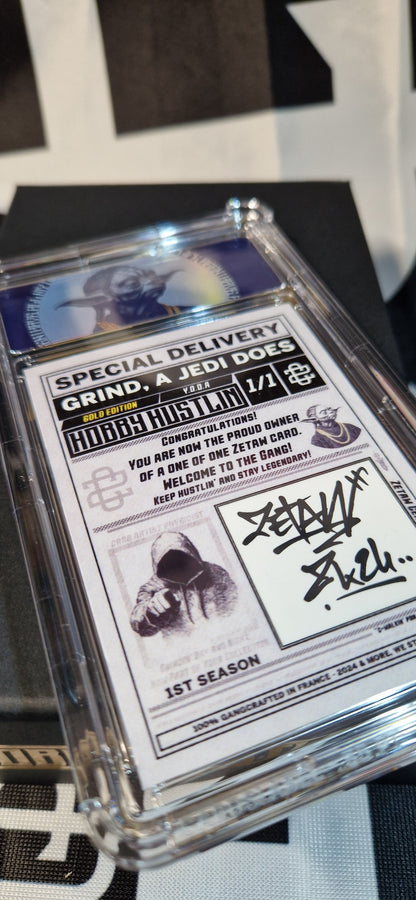 SPECIAL DELIVERY
GRIND, A JEDI DOES
GOLD EDITION
Y.O.D.A
HOBBY HUSTLIN
1/1
CONGRATULATIONS!
YOU ARE NOW THE PROUD OWNER
OF A ONE OF ONE ZETAW CARD.
WELCOME TO THE GANG!
KEEP HUSTLIN' AND STAY LEGENDARY!
ZETAW
1ST SEASON
100% GANGCRAFTED IN FRANCE - 2024 & MORE, WE ST